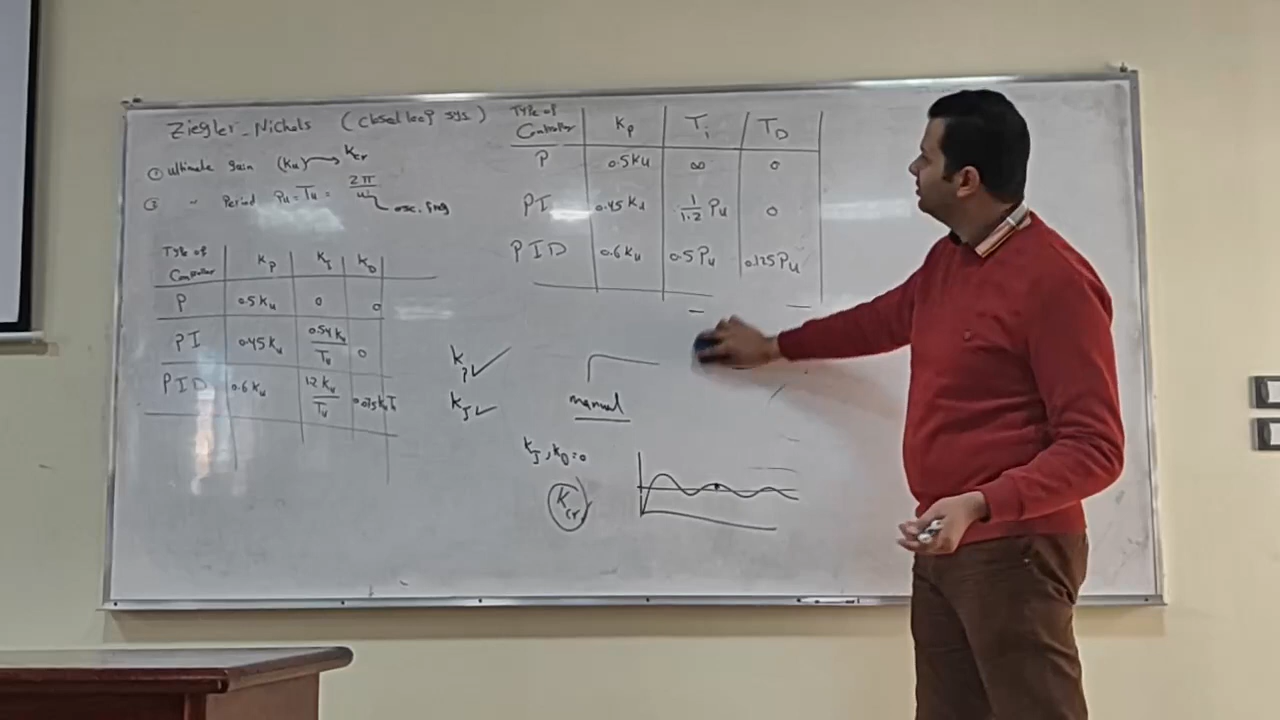 Ziegler_Nichols (closed loop sys)
① ultimate gain (Ku) → Kcr
② " Period Pu = Tu = 2π/ω osc. freq
Type of Controller | KP | KI | KD
P | 0.5Ku | 0 | 0
PI | 0.45Ku | 0.54Ku/Tu | 0
PID | 0.6Ku | 1.2Ku/Tu | 0.075KuTu
Type of Controller | KP | Ti | TD
P | 0.5Ku | ∞ | 0
PI | 0.45Ku | 1/1.2 Pu | 0
PID | 0.6Ku | 0.5Pu | 0.125Pu
KP ✓
KI ✓
manual
KI, KD = 0
Kcr